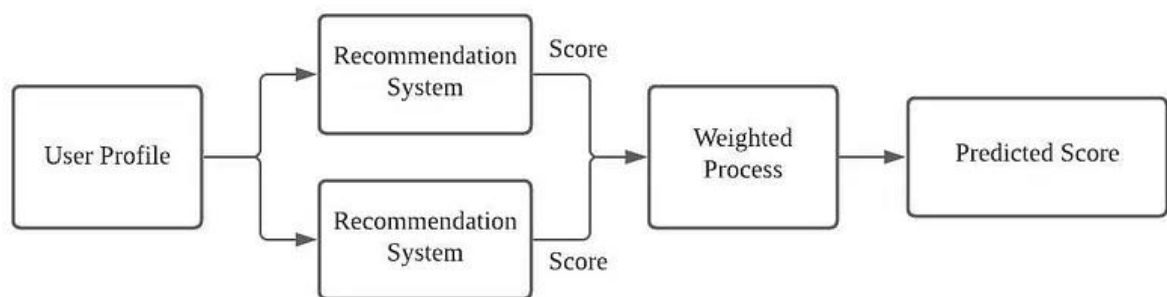 User Profile
Recommendation
System
Score
Recommendation
System
Score
Weighted
Process
Predicted Score